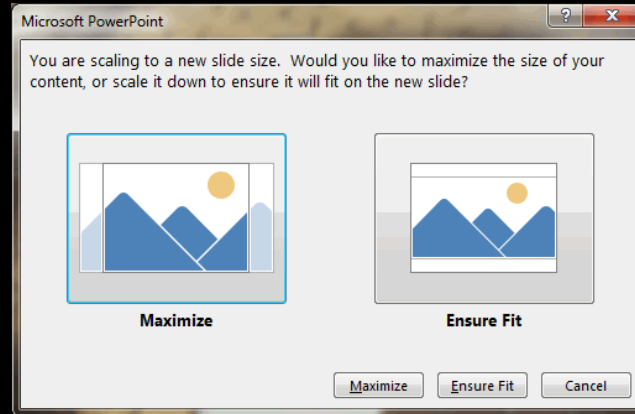 Microsoft PowerPoint
You are scaling to a new slide size.  Would you like to maximize the size of your
content, or scale it down to ensure it will fit on the new slide?
Maximize
Ensure Fit
Maximize
Ensure Fit
Cancel